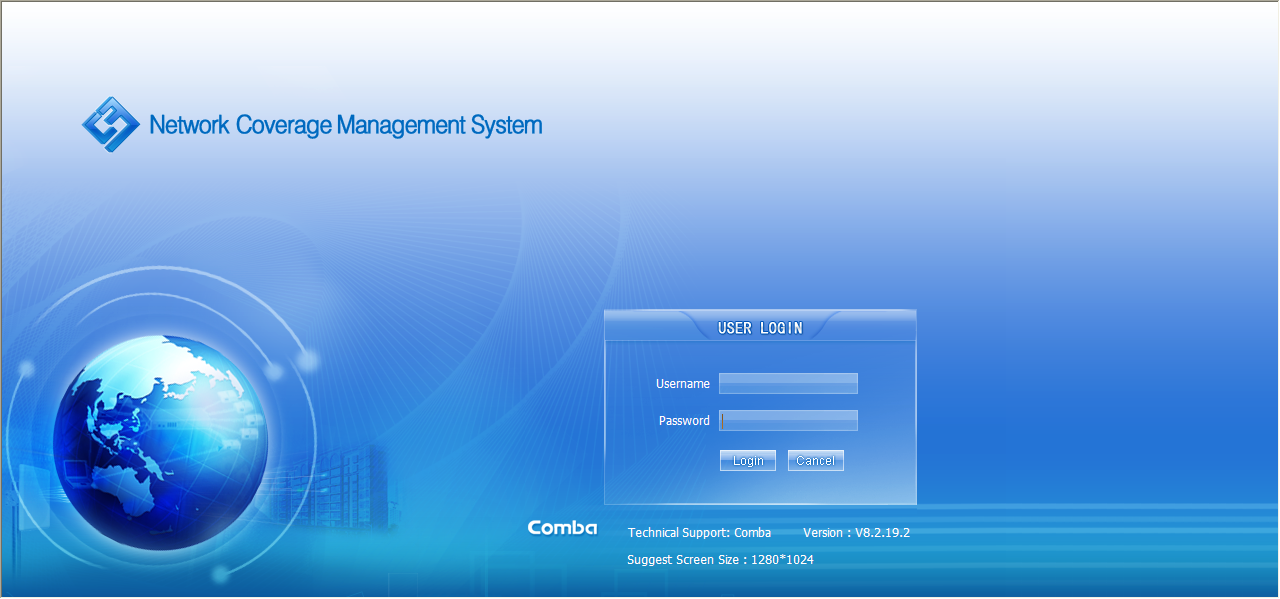 Network Coverage Management System
USER LOGIN
Username
Password
Login Cancel
Comba Technical Support: Comba Version : V8.2.19.2
Suggest Screen Size : 1280*1024